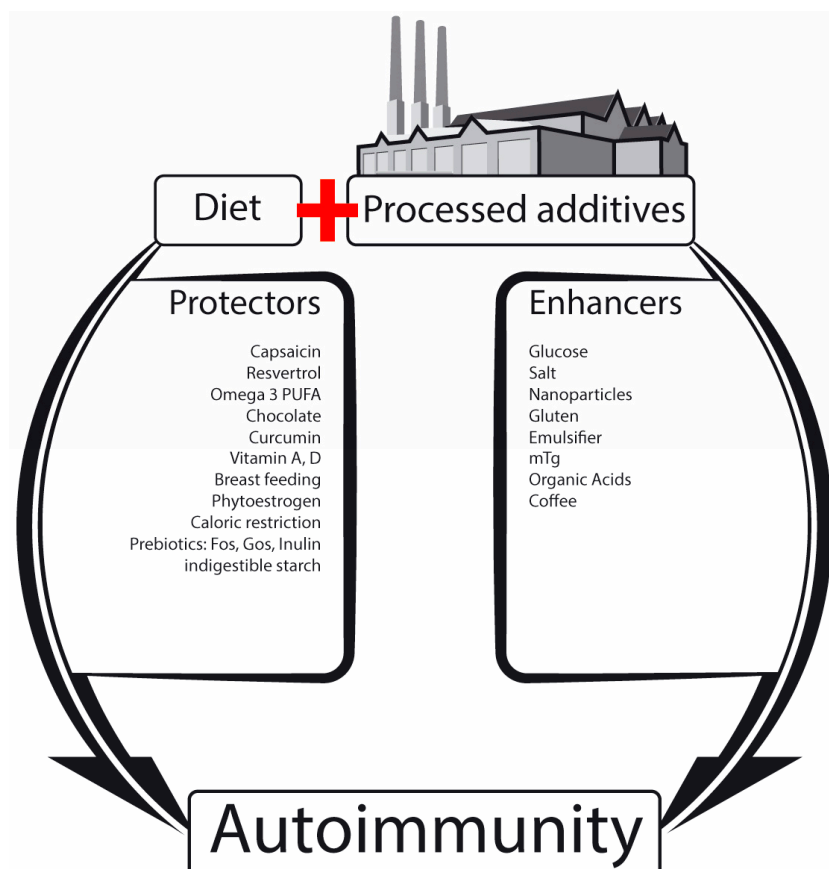 Diet
Processed additives
Protectors
Capsaicin
Resvertrol
Omega 3 PUFA
Chocolate
Curcumin
Vitamin A, D
Breast feeding
Phytoestrogen
Caloric restriction
Prebiotics: Fos, Gos, Inulin
indigestible starch
Enhancers
Glucose
Salt
Nanoparticles
Gluten
Emulsifier
mTg
Organic Acids
Coffee
Autoimmunity